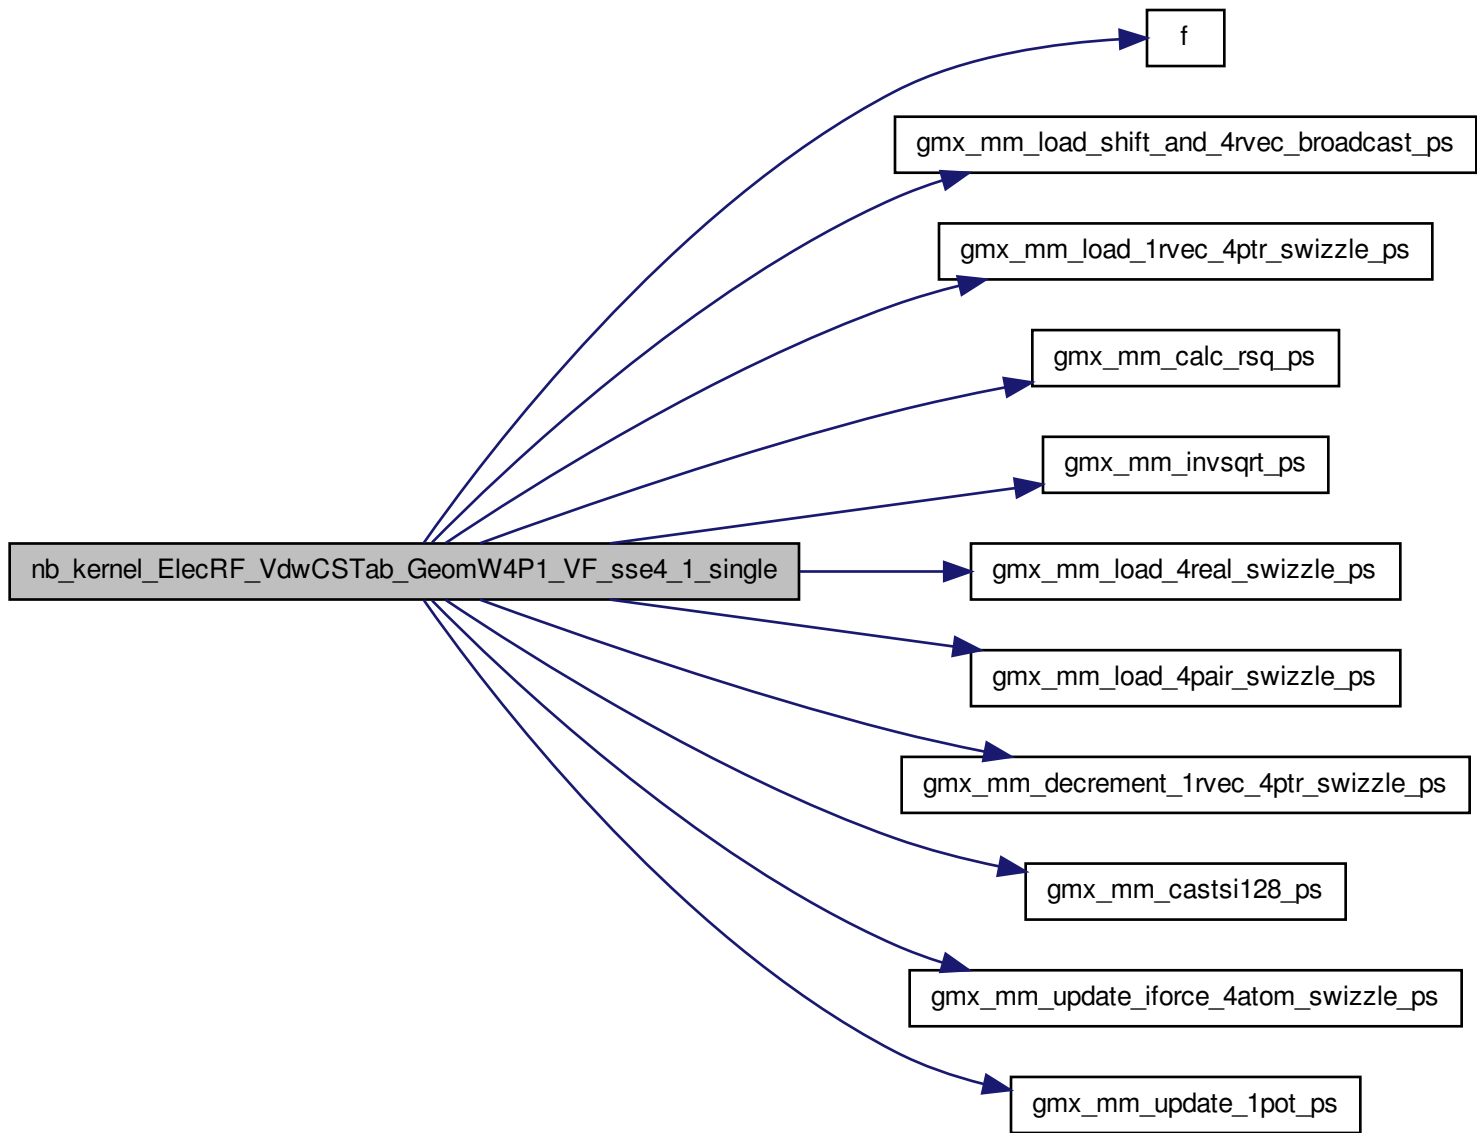 f
gmx_mm_load_shift_and_4rvec_broadcast_ps
gmx_mm_load_1rvec_4ptr_swizzle_ps
gmx_mm_calc_rsq_ps
gmx_mm_invsqrt_ps
nb_kernel_ElecRF_VdwCSTab_GeomW4P1_VF_sse4_1_single
gmx_mm_load_4real_swizzle_ps
gmx_mm_load_4pair_swizzle_ps
gmx_mm_decrement_1rvec_4ptr_swizzle_ps
gmx_mm_castsi128_ps
gmx_mm_update_iforce_4atom_swizzle_ps
gmx_mm_update_1pot_ps